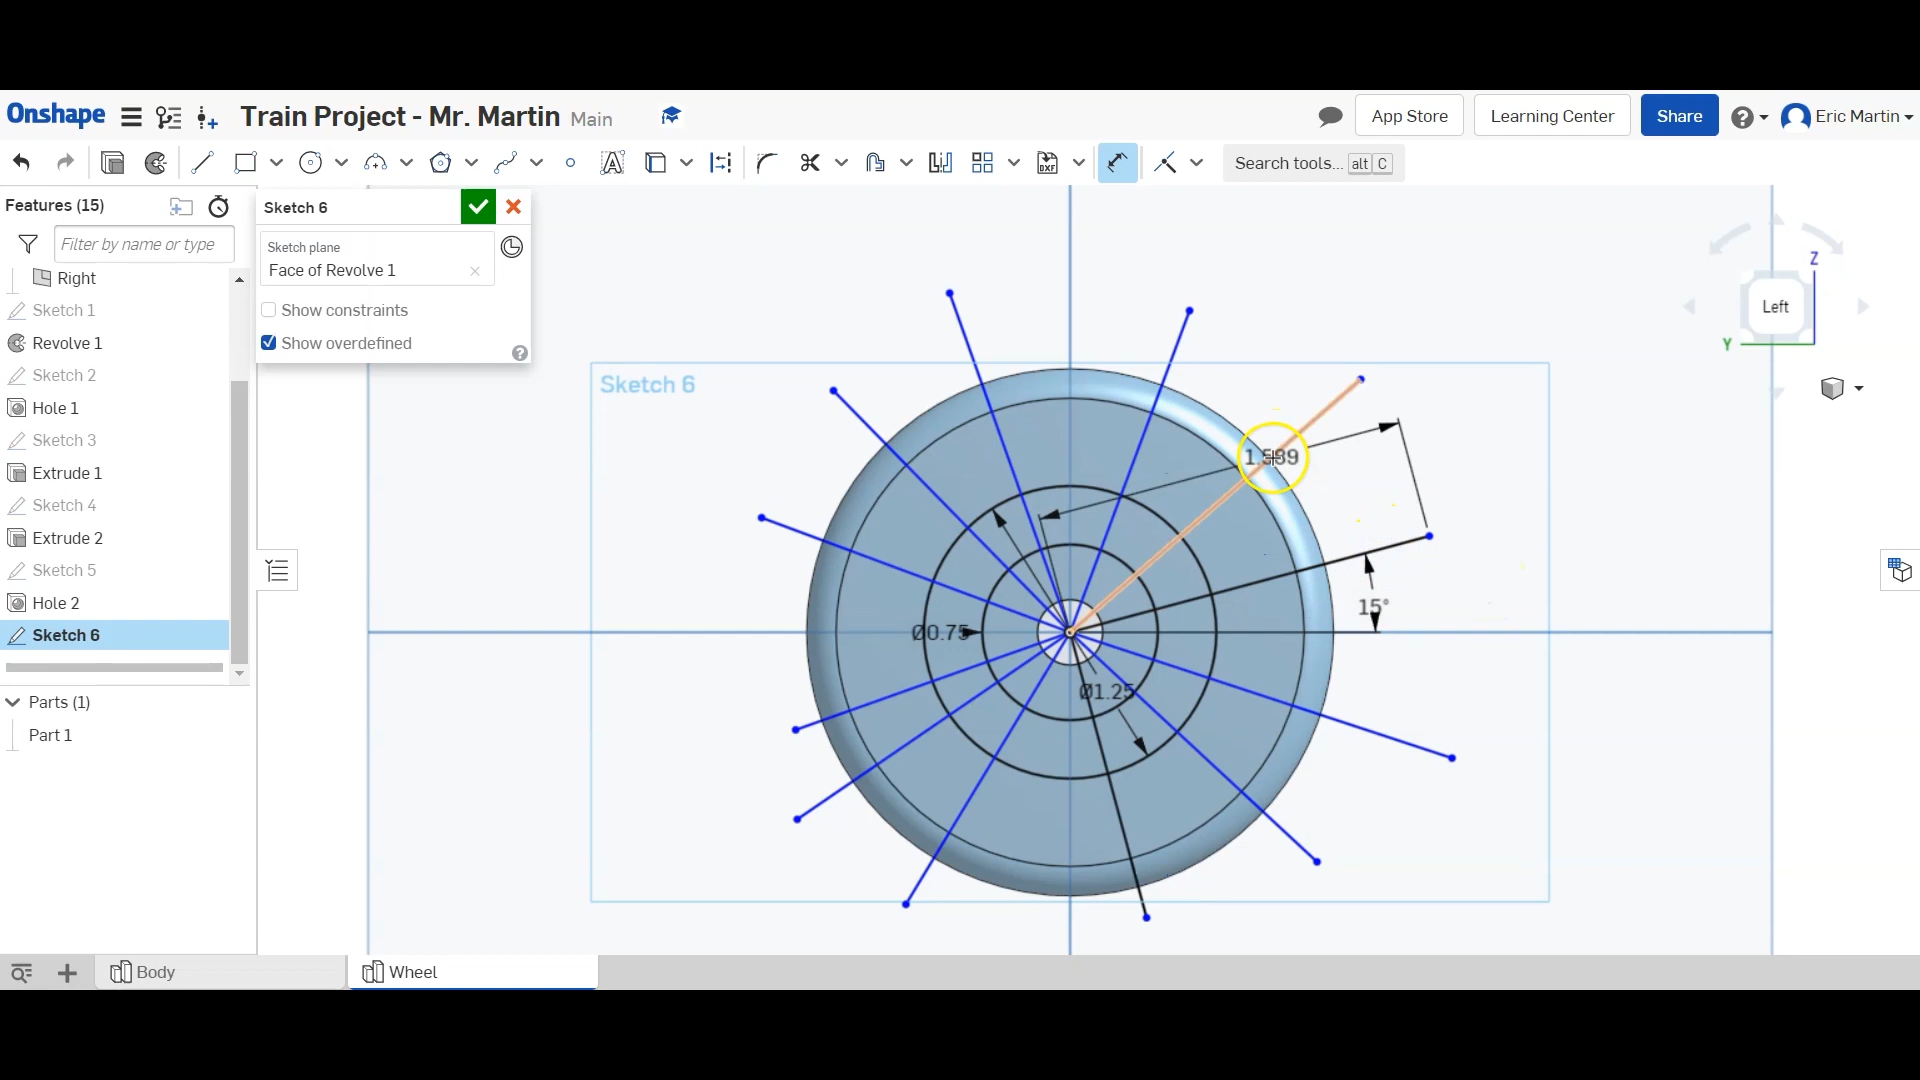 Onshape Train Project - Mr. Martin Main App Store Learning Center Share Eric Martin
Search tools... alt C
Features (15)
Filter by name or type
Right
Sketch 1
Revolve 1
Sketch 2
Hole 1
Sketch 3
Extrude 1
Sketch 4
Extrude 2
Sketch 5
Hole 2
Sketch 6
Parts (1)
Part 1
Sketch 6
Sketch plane
Face of Revolve 1
Show constraints
Show overdefined
Sketch 6
15°
Ø0.75
Ø1.25
Z
Left
Y
Body
Wheel